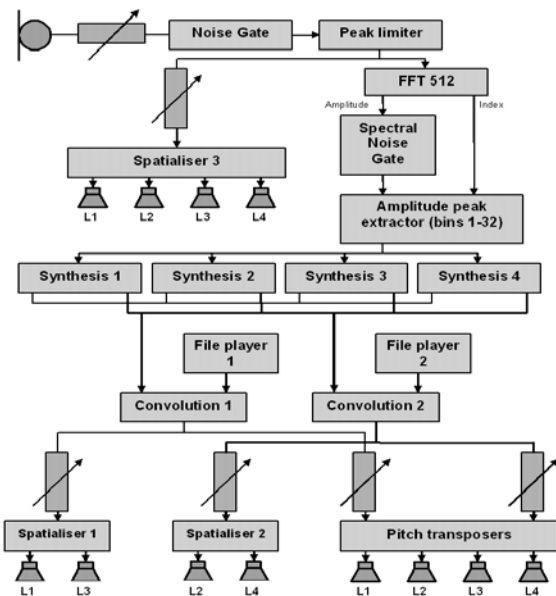 Noise Gate
Peak limiter
FFT 512
Amplitude
Index
Spectral
Noise
Gate
Spatialiser 3
L1
L2
L3
L4
Amplitude peak
extractor (bins 1-32)
Synthesis 1
Synthesis 2
Synthesis 3
Synthesis 4
File player
1
File player
2
Convolution 1
Convolution 2
Spatialiser 1
Spatialiser 2
Pitch transposers
L1
L3
L2
L4
L1
L2
L3
L4